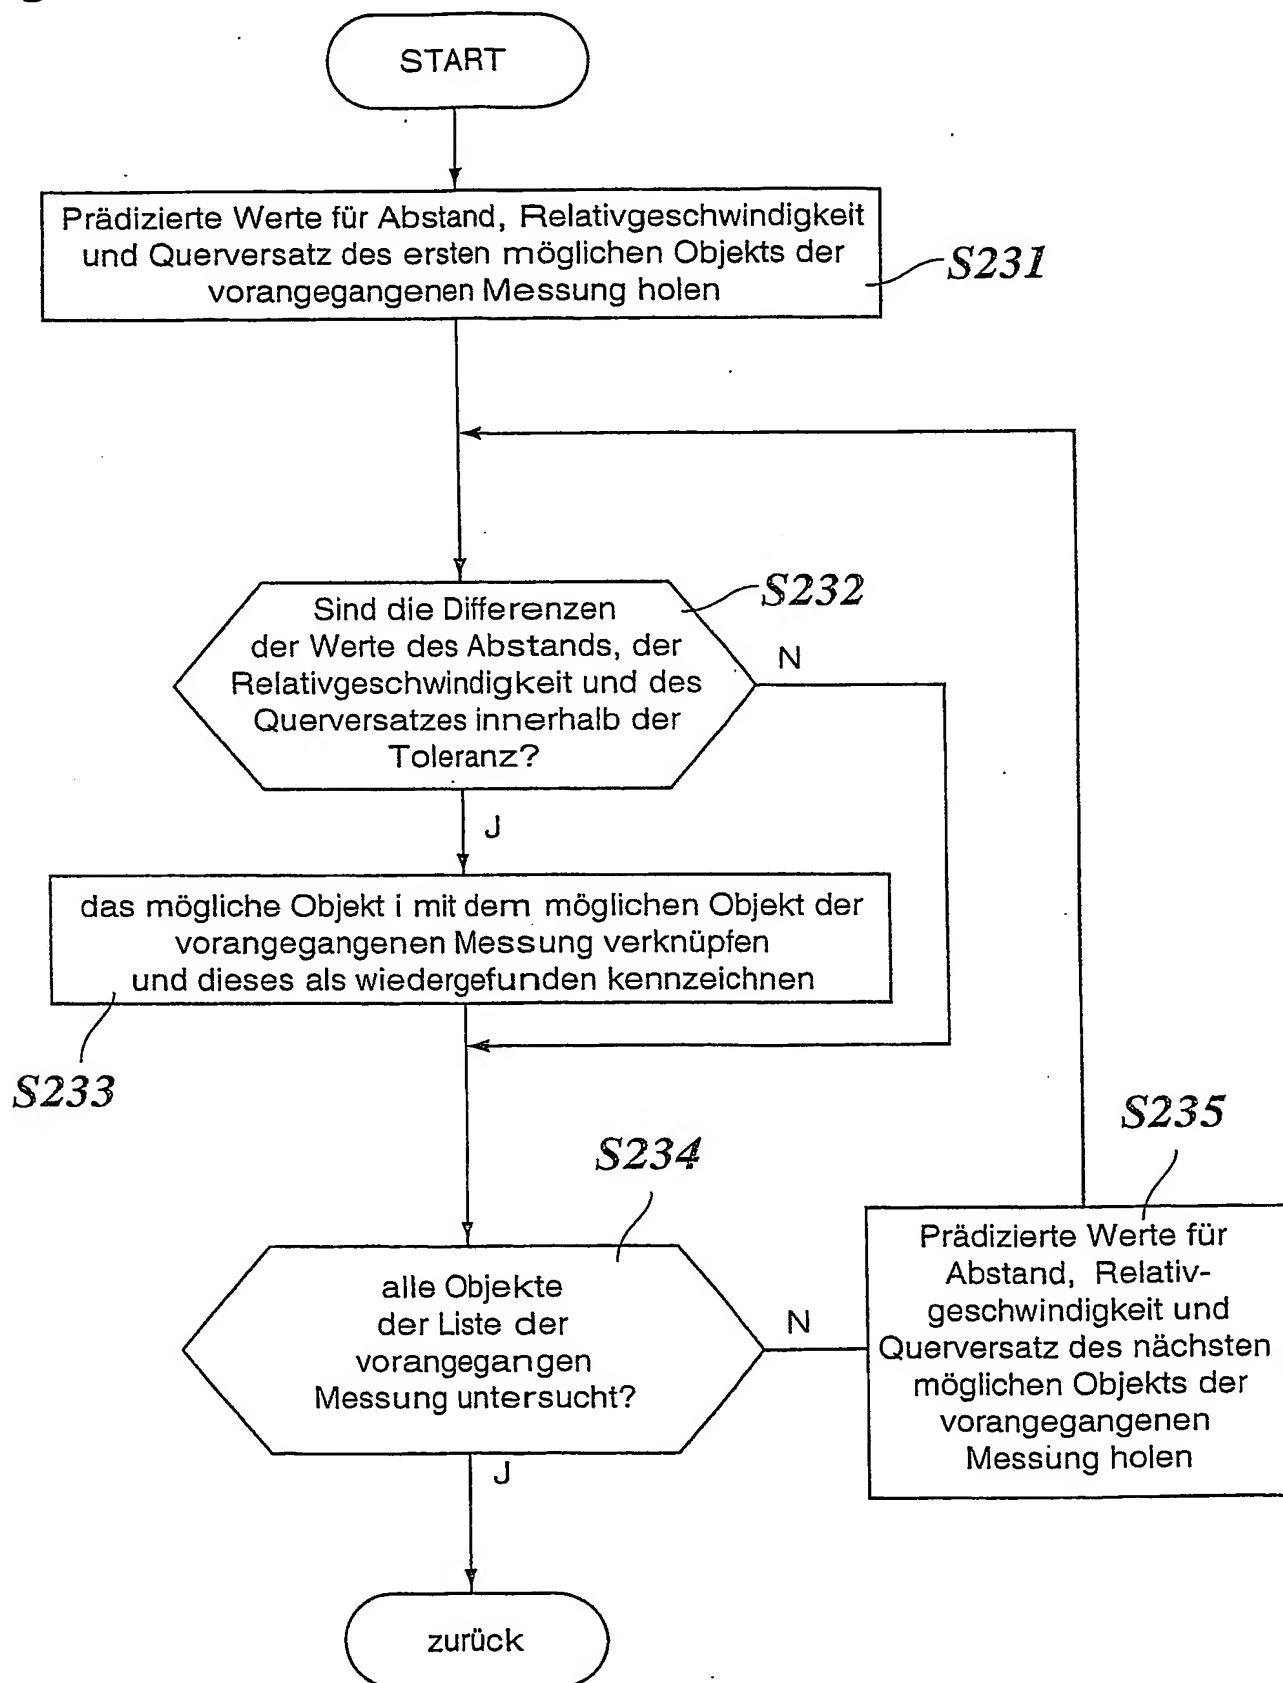 START
Prädizierte Werte für Abstand, Relativgeschwindigkeit
und Querversatz des ersten möglichen Objekts der
vorangegangenen Messung holen
S231
S232
Sind die Differenzen
der Werte des Abstands, der
Relativgeschwindigkeit und des
Querversatzes innerhalb der
Toleranz?
N
J
das mögliche Objekt i mit dem möglichen Objekt der
vorangegangenen Messung verknüpfen
und dieses als wiedergefunden kennzeichnen
S233
S234
alle Objekte
der Liste der
vorangegangen
Messung untersucht?
N
J
S235
Prädizierte Werte für
Abstand, Relativ-
geschwindigkeit und
Querversatz des nächsten
möglichen Objekts der
vorangegangenen
Messung holen
zurück